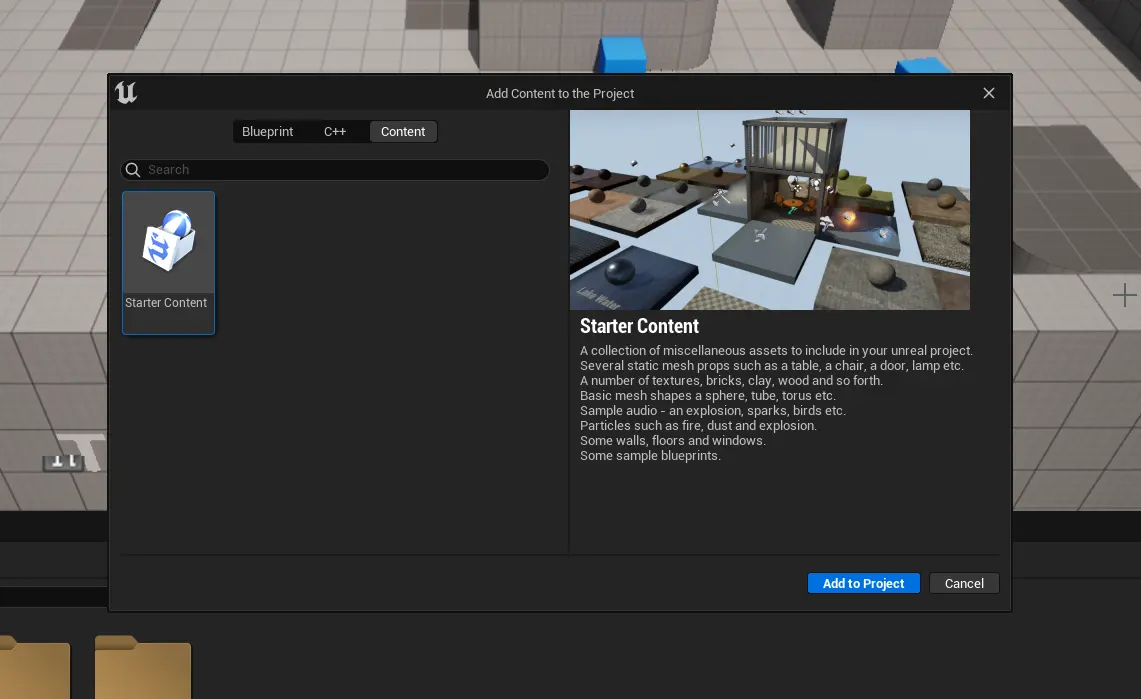 Add Content to the Project
Blueprint C++ Content
Search
Starter Content
Lake Water
Starter Content
A collection of miscellaneous assets to include in your unreal project.
Several static mesh props such as a table, a chair, a door, lamp etc.
A number of textures, bricks, clay, wood and so forth.
Basic mesh shapes a sphere, tube, torus etc.
Sample audio - an explosion, sparks, birds etc.
Particles such as fire, dust and explosion.
Some walls, floors and windows.
Some sample blueprints.
Add to Project Cancel